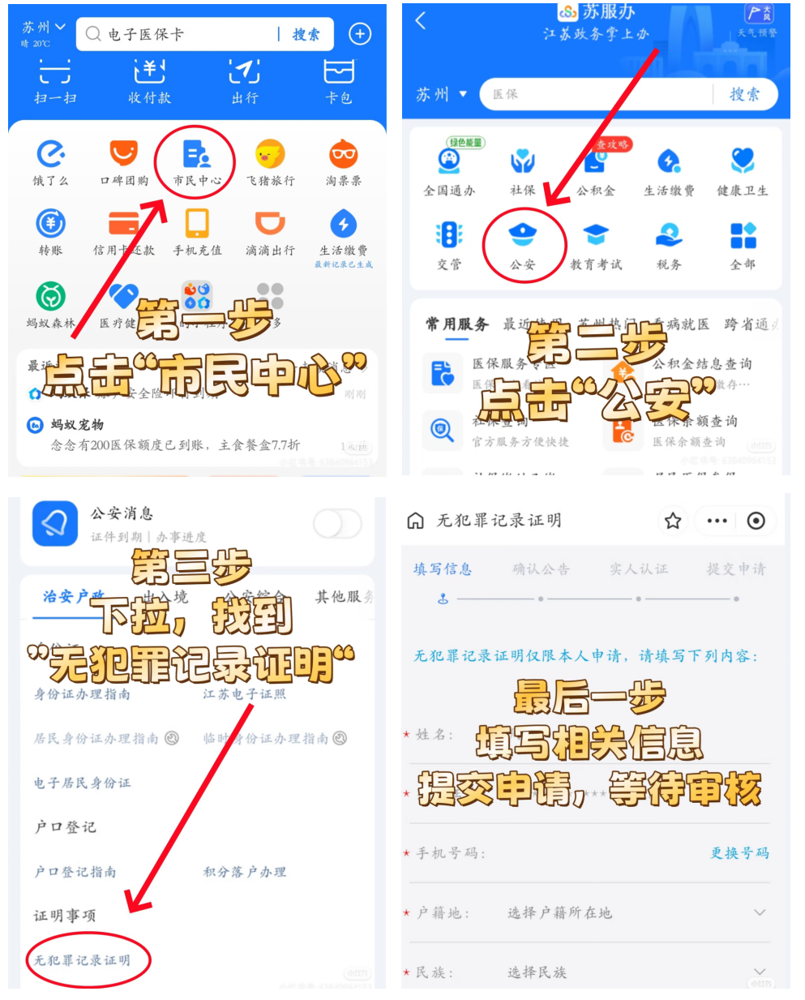 苏州
晴 20℃
电子医保卡
搜索
扫一扫
收付款
出行
卡包
饿了么
口碑团购
市民中心
飞猪旅行
淘票票
转账
信用卡还款
手机充值
滴滴出行
生活缴费
最新记录已生成
蚂蚁森林
医疗健
第一步
点击“市民中心”
刚刚
蚂蚁宠物
念念有200医保额度已到账，主食餐盒7.7折
苏服办
江苏政务掌上办
大风
天气预警
苏州
医保
搜索
绿色能量
查攻略
全国通办
社保
公积金
生活缴费
健康卫生
交管
公安
教育考试
税务
全部
常用服务
病就医
跨省通办
第二步
点击“公安”
医保服务专区
公积金结息查询
缴存…
社保查询
官方服务方便快捷
医保余额查询
医保余额查询
公安消息
证件到期 | 办事进度
第三步
治安户政
出入境
公安综合
其他服务
下拉，找到
”无犯罪记录证明“
身份证办理指南
江苏电子证照
居民身份证办理指南
临时身份证办理指南
电子居民身份证
户口登记
户口登记指南
积分落户办理
证明事项
无犯罪记录证明
无犯罪记录证明
填写信息
确认公告
实人认证
提交申请
无犯罪记录证明仅限本人申请，请填写下列内容：
最后一步
* 姓名：
填写相关信息
提交申请，等待审核
* 手机号码：
更换号码
* 户籍地：
选择户籍所在地
* 民族：
选择民族